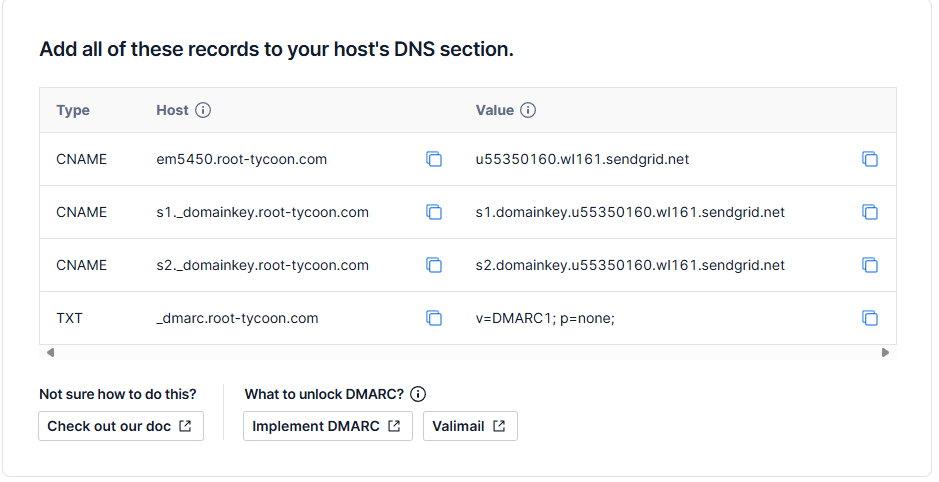 Add all of these records to your host's DNS section.
Type Host Value
CNAME em5450.root-tycoon.com u55350160.wl161.sendgrid.net
CNAME s1._domainkey.root-tycoon.com s1.domainkey.u55350160.wl161.sendgrid.net
CNAME s2._domainkey.root-tycoon.com s2.domainkey.u55350160.wl161.sendgrid.net
TXT _dmarc.root-tycoon.com v=DMARC1; p=none;
Not sure how to do this? What to unlock DMARC?
Check out our doc Implement DMARC Valimail